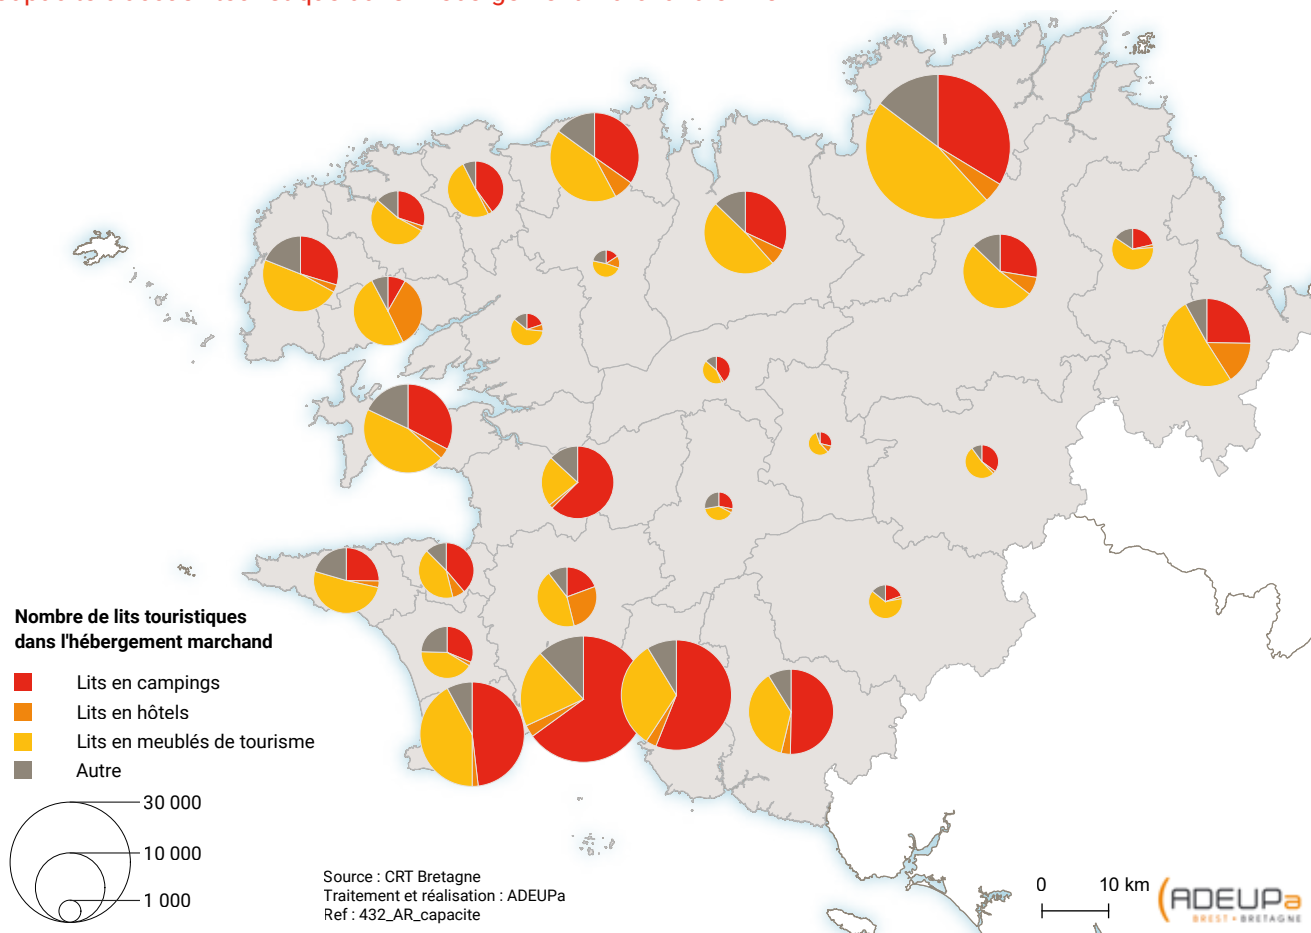 Nombre de lits touristiques
dans l'hébergement marchand
Lits en campings
Lits en hôtels
Lits en meublés de tourisme
Autre
30 000
10 000
1 000
Source : CRT Bretagne
Traitement et réalisation : ADEUPa
Ref : 432_AR_capacite
0 10 km
ADEUPa
BREST • BRETAGNE